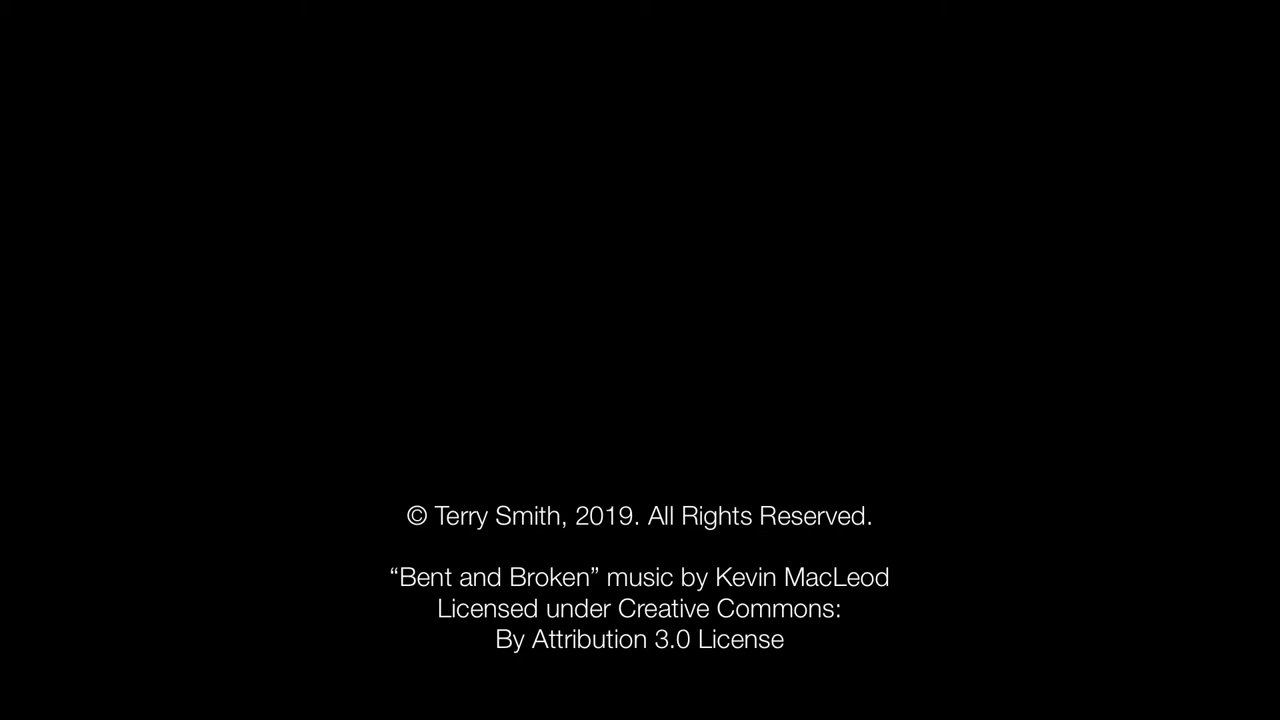 © Terry Smith, 2019. All Rights Reserved.
“Bent and Broken” music by Kevin MacLeod
Licensed under Creative Commons:
By Attribution 3.0 License